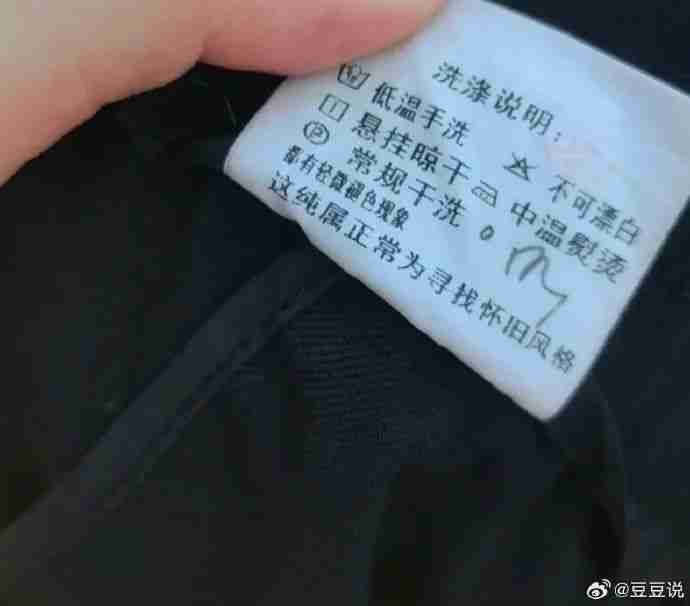 洗涤说明:
低温手洗 不可漂白
悬挂晾干 中温熨烫
常规干洗。
都有轻微褪色现象
这纯属正常为寻找怀旧风格
@豆豆说